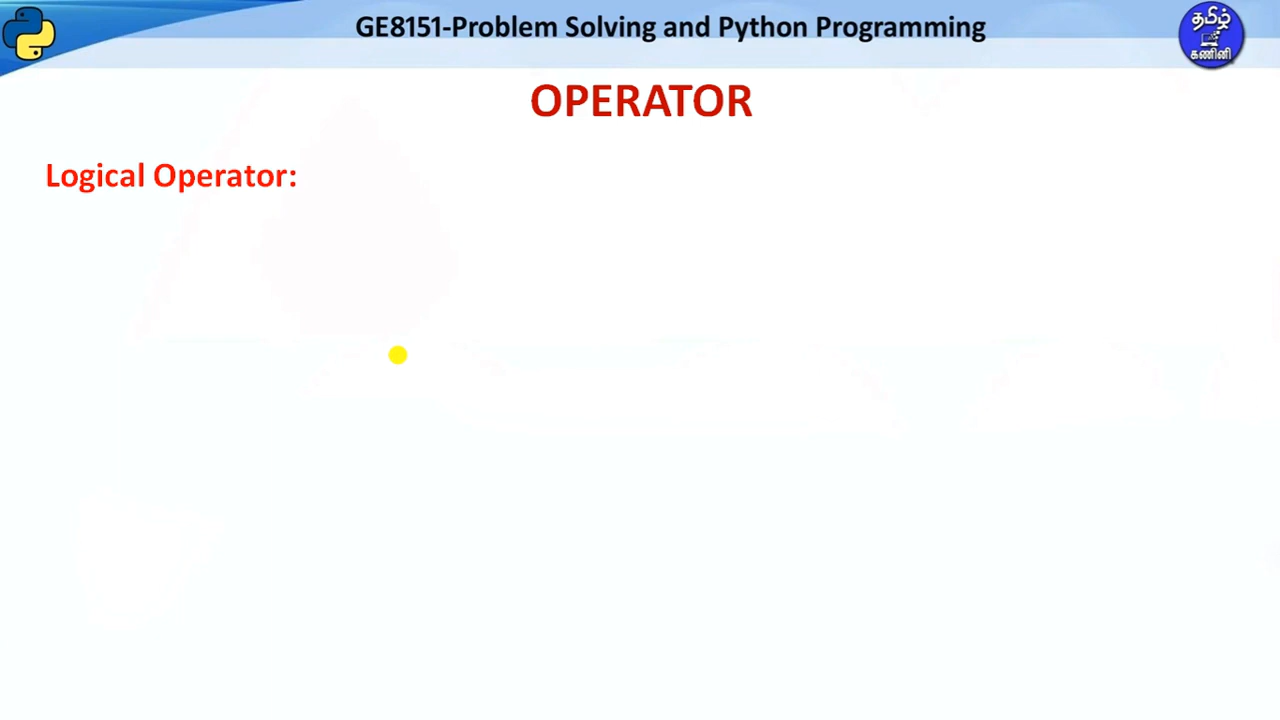 GE8151-Problem Solving and Python Programming
தமிழ்
கணினி
OPERATOR
Logical Operator: